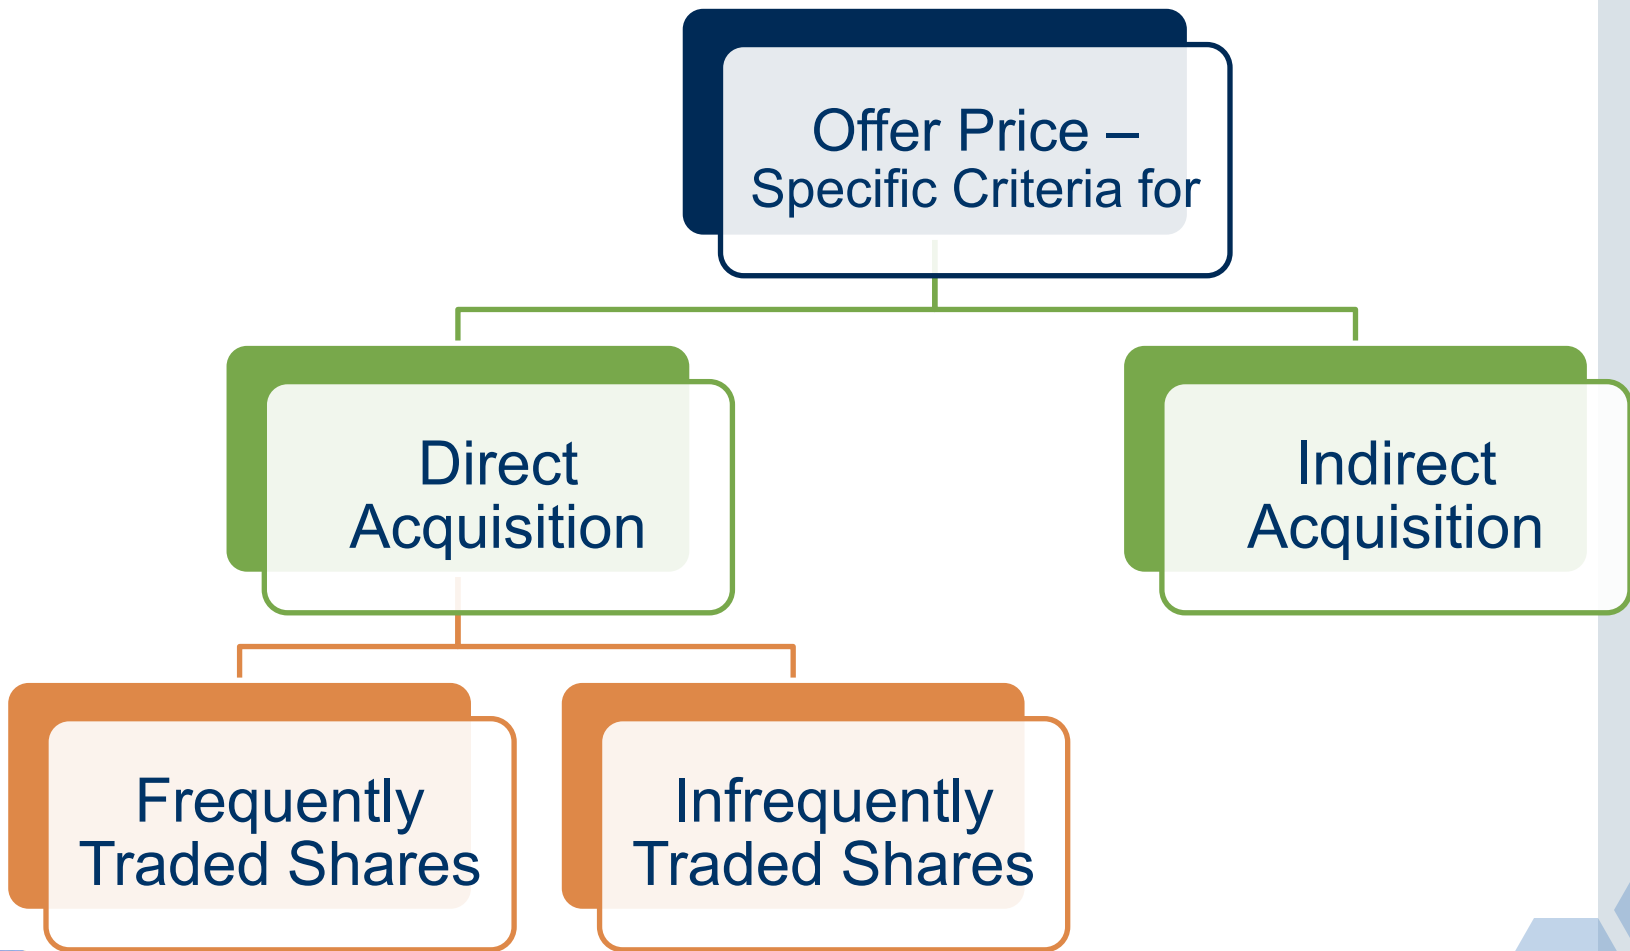 Offer Price –
Specific Criteria for
Direct
Acquisition
Indirect
Acquisition
Frequently
Traded Shares
Infrequently
Traded Shares